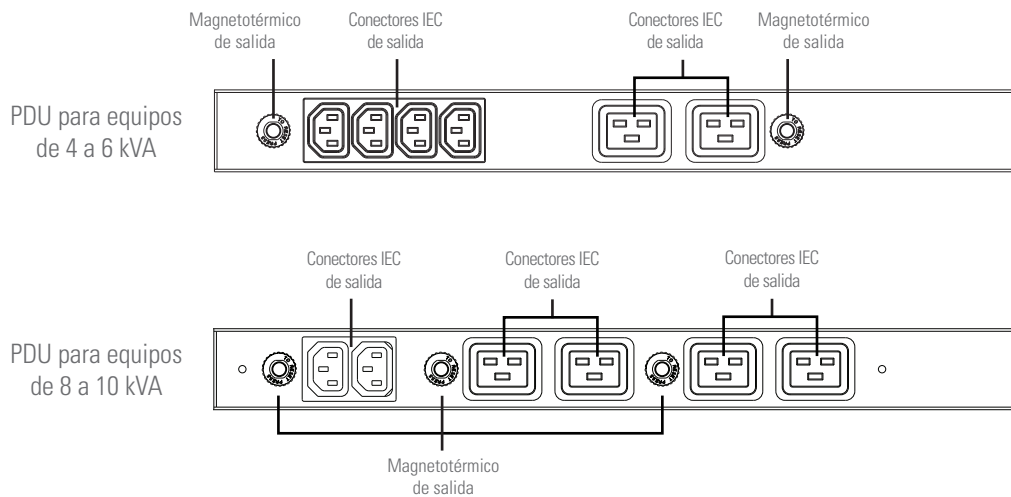 Magnetotérmico
de salida
Conectores IEC
de salida
Conectores IEC
de salida
Magnetotérmico
de salida
PDU para equipos
de 4 a 6 kVA
Conectores IEC
de salida
Conectores IEC
de salida
Conectores IEC
de salida
PDU para equipos
de 8 a 10 kVA
Magnetotérmico
de salida